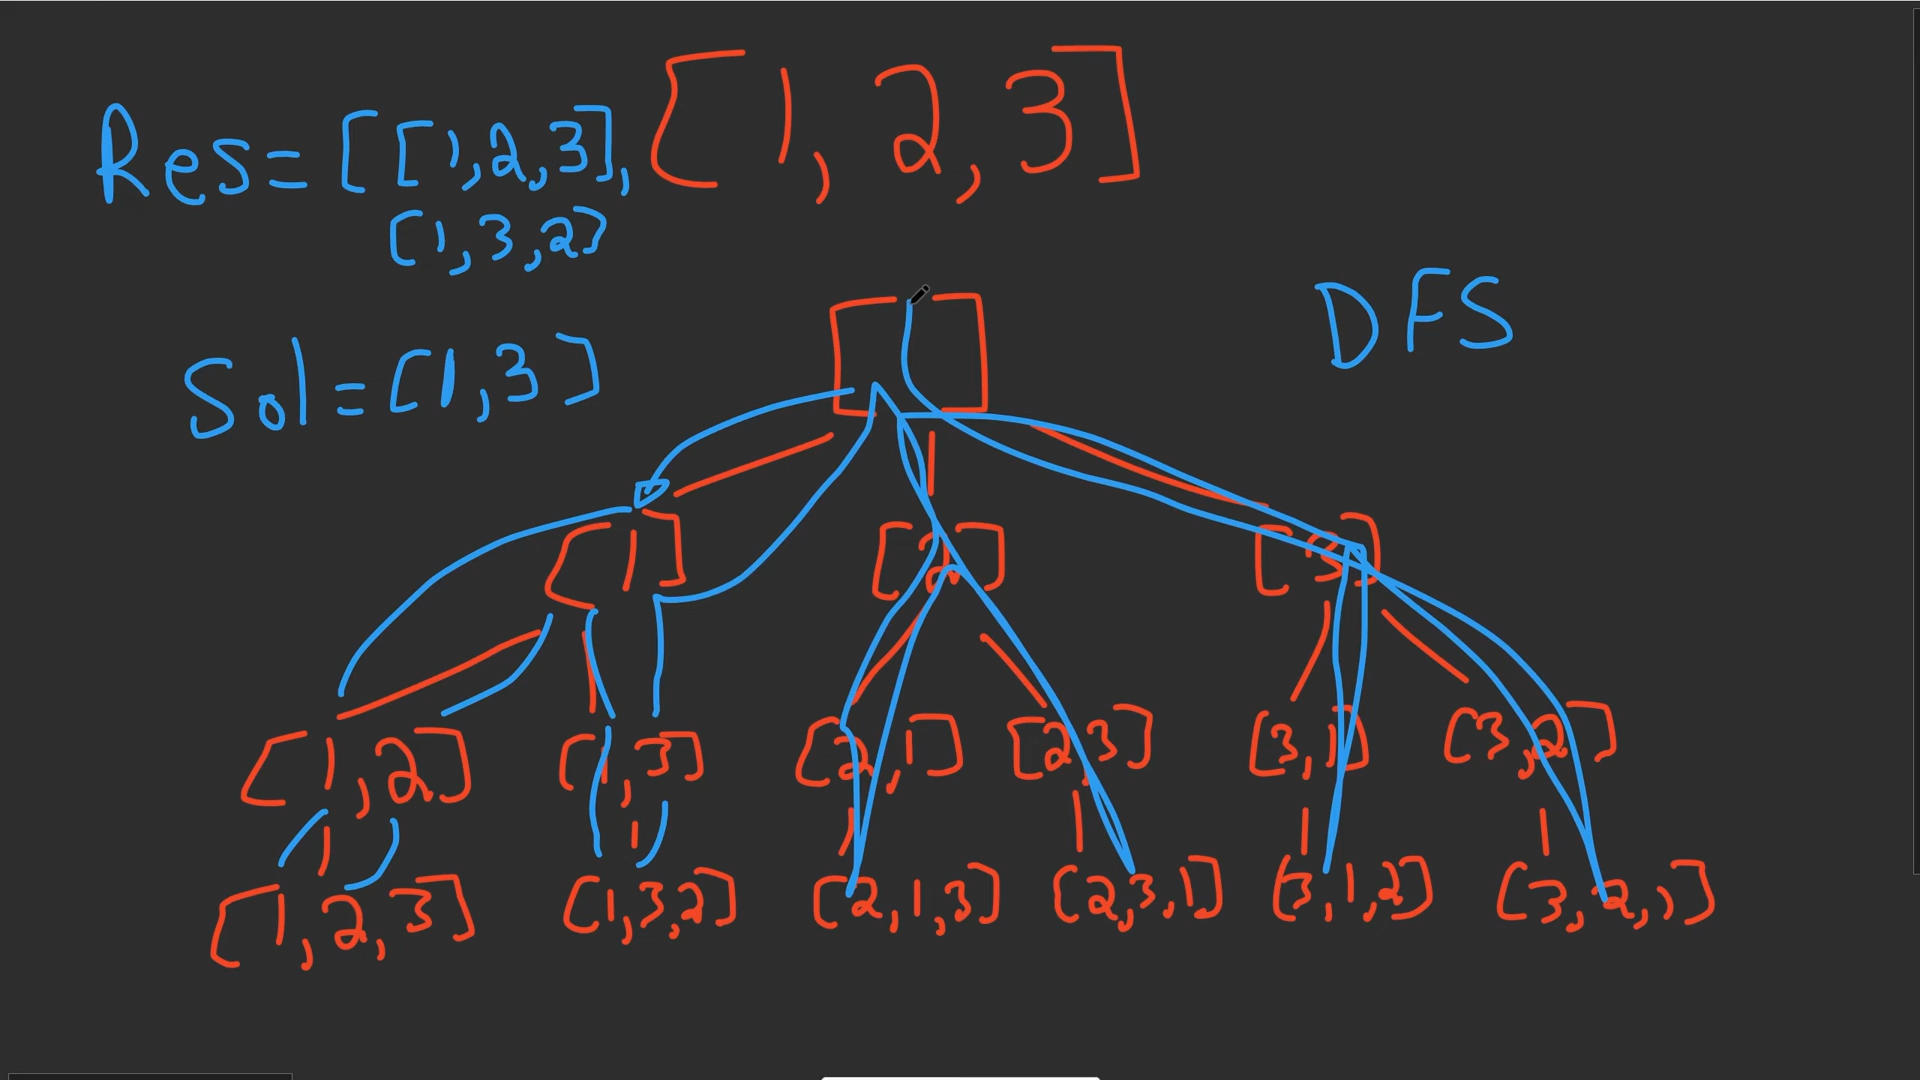 [1, 2, 3]
Res = [[1,2,3],
[1,3,2]
Sol = [1,3]
DFS
[ ]
[1] [2] [3]
[1,2] [1,3] [2,1] [2,3] [3,1] [3,2]
[1,2,3] [1,3,2] [2,1,3] [2,3,1] [3,1,2] [3,2,1]